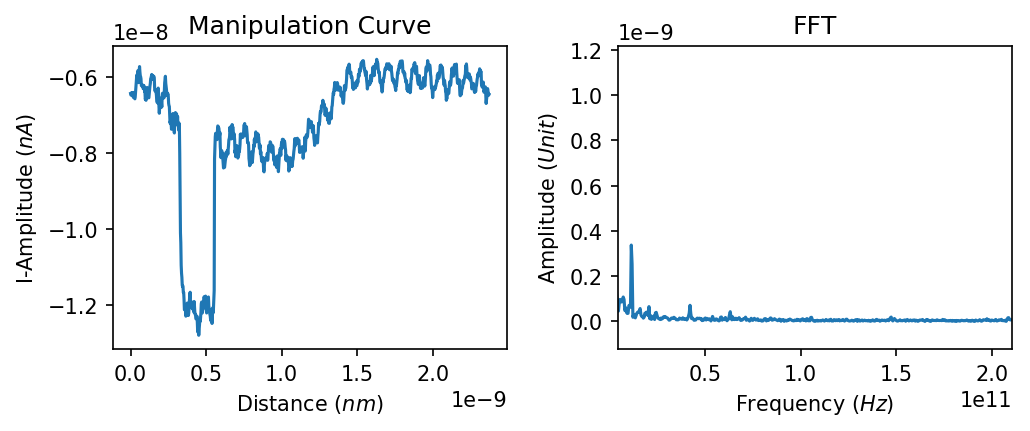 Manipulation Curve
1e−8
−0.6
−0.8
−1.0
−1.2
I-Amplitude (nA)
0.0 0.5 1.0 1.5 2.0
1e−9
Distance (nm)
FFT
1e−9
1.2
1.0
0.8
0.6
0.4
0.2
0.0
Amplitude (Unit)
0.5 1.0 1.5 2.0
1e11
Frequency (Hz)